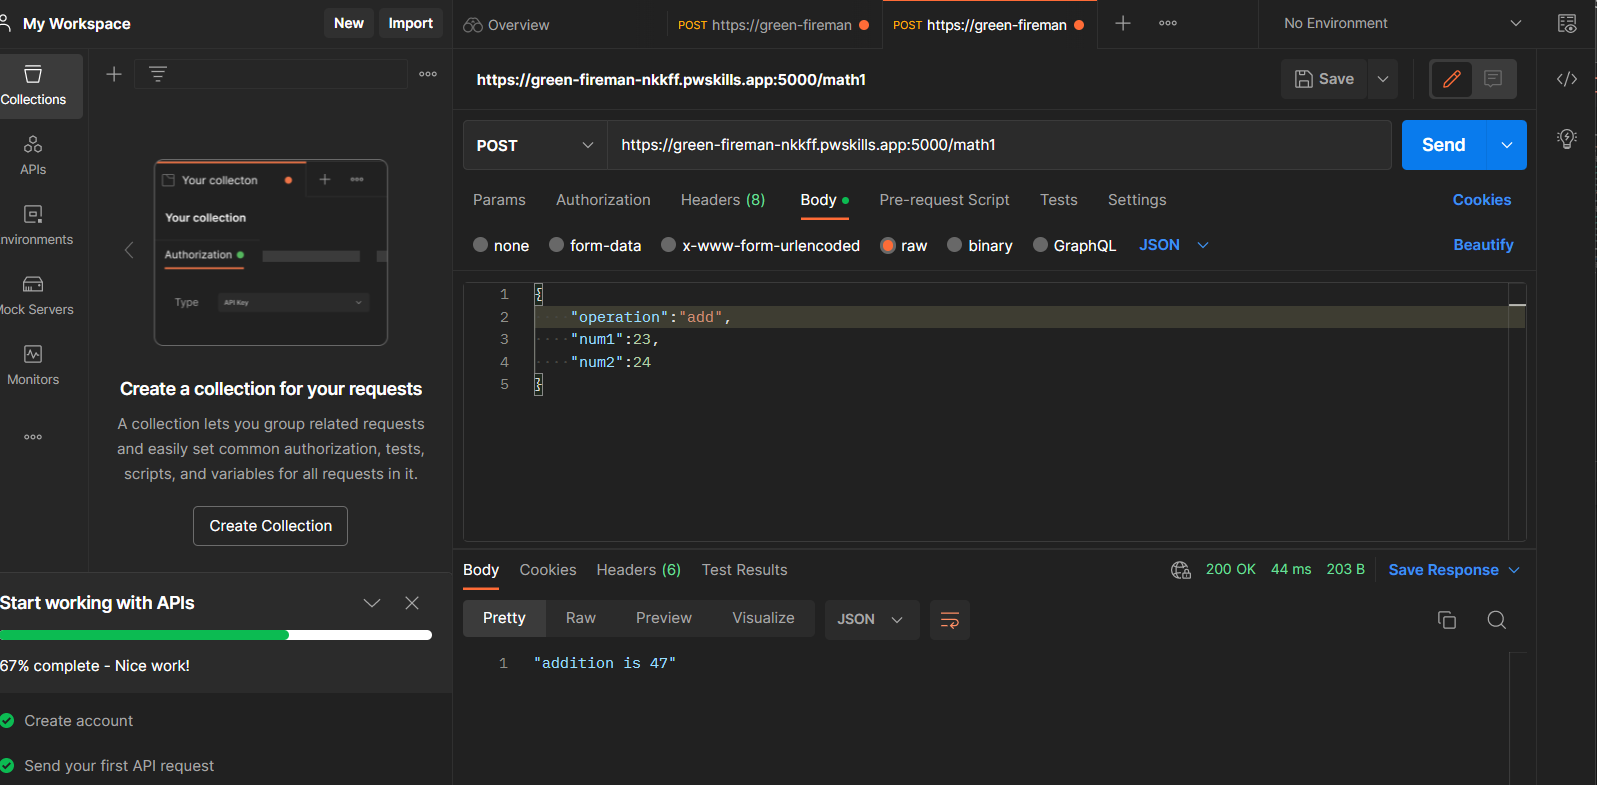 My Workspace
New
Import
Overview
POST https://green-fireman
POST https://green-fireman
No Environment
Collections
APIs
nvironments
Mock Servers
Monitors
Your collecton
Your collection
Authorization
Type
API Key
Create a collection for your requests
A collection lets you group related requests
and easily set common authorization, tests,
scripts, and variables for all requests in it.
Create Collection
Start working with APIs
67% complete - Nice work!
Create account
Send your first API request
https://green-fireman-nkkff.pwskills.app:5000/math1
Save
POST
https://green-fireman-nkkff.pwskills.app:5000/math1
Send
Params Authorization Headers (8) Body Pre-request Script Tests Settings
Cookies
none form-data x-www-form-urlencoded raw binary GraphQL JSON
Beautify
1 {
2 "operation":"add",
3 "num1":23,
4 "num2":24
5 }
Body Cookies Headers (6) Test Results
200 OK 44 ms 203 B Save Response
Pretty Raw Preview Visualize JSON
1 "addition is 47"